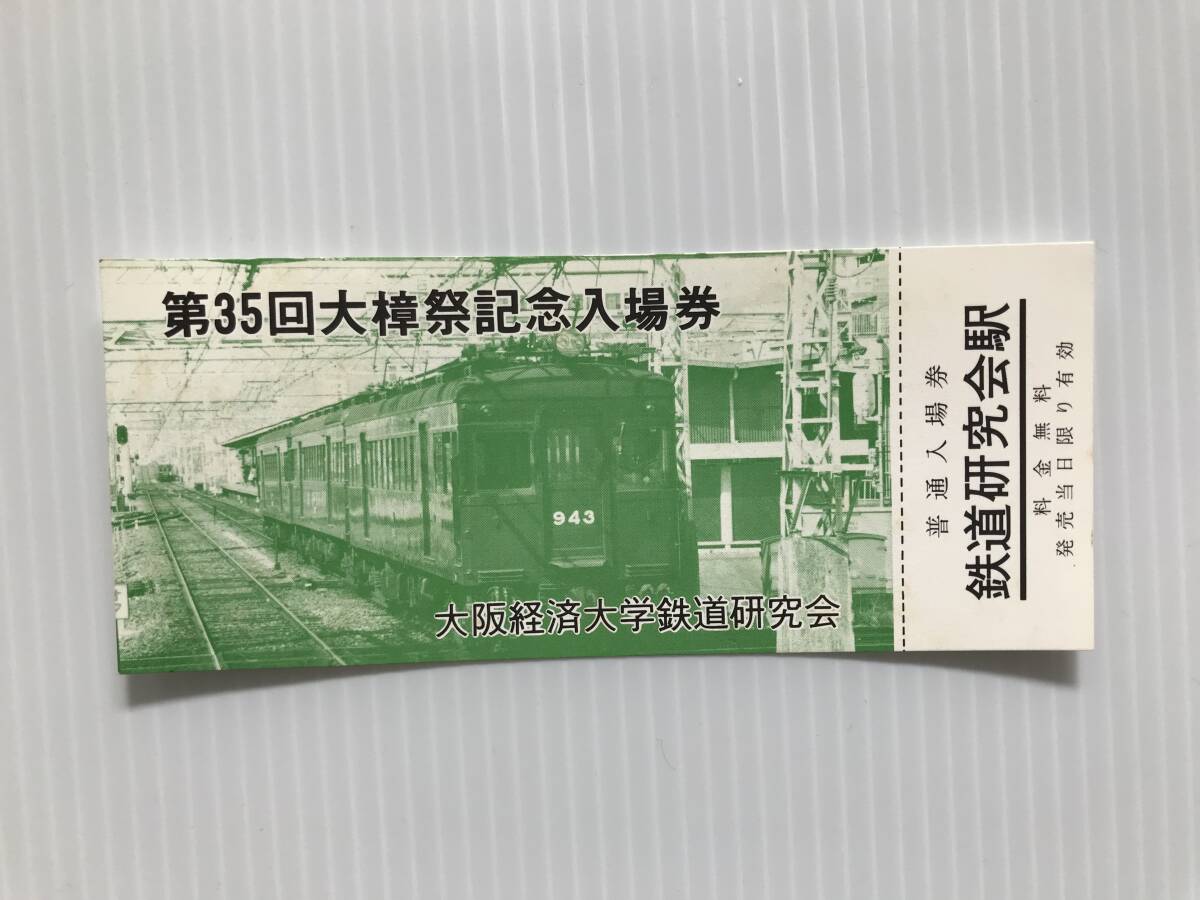 第35回大樟祭記念入場券
943
大阪経済大学鉄道研究会
普通入場券
鉄道研究会駅
料金無料
発売当日限り有効